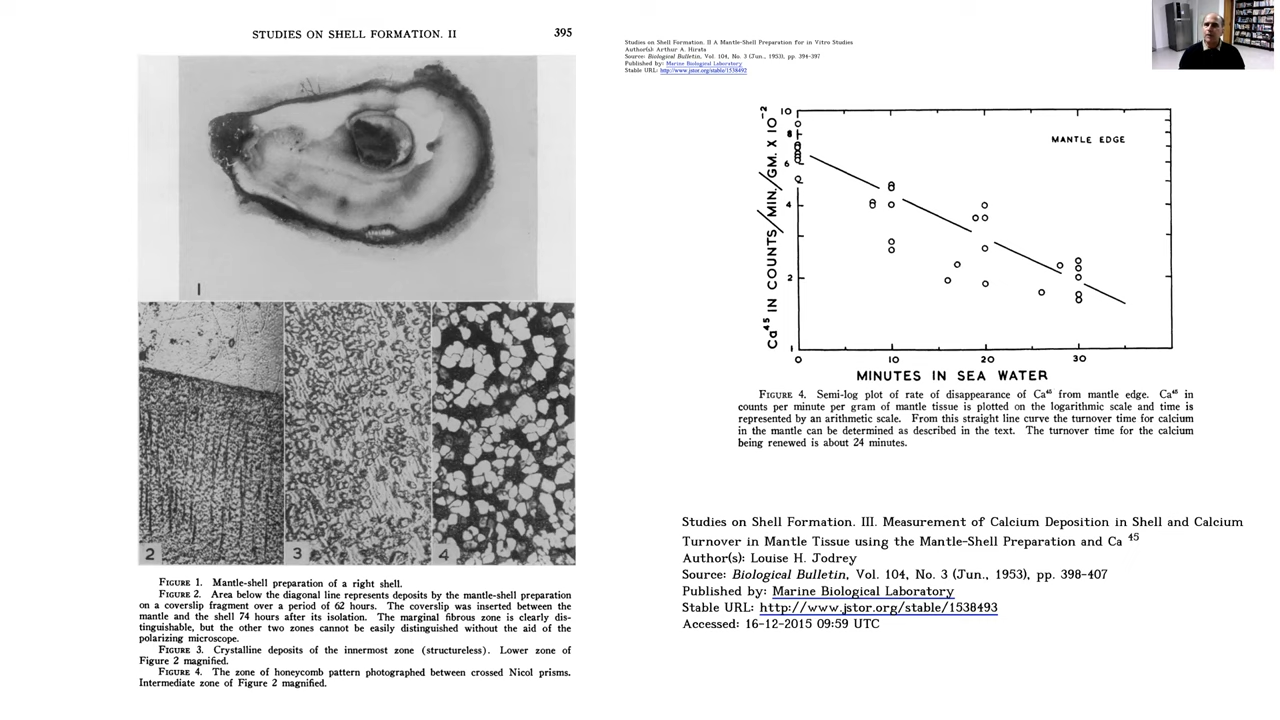 STUDIES ON SHELL FORMATION. II 395
1
2
3
4
FIGURE 1. Mantle-shell preparation of a right shell.
FIGURE 2. Area below the diagonal line represents deposits by the mantle-shell preparation
on a coverslip fragment over a period of 62 hours. The coverslip was inserted between the
mantle and the shell 74 hours after its isolation. The marginal fibrous zone is clearly dis-
tinguishable, but the other two zones cannot be easily distinguished without the aid of the
polarizing microscope.
FIGURE 3. Crystalline deposits of the innermost zone (structureless). Lower zone of
Figure 2 magnified.
FIGURE 4. The zone of honeycomb pattern photographed between crossed Nicol prisms.
Intermediate zone of Figure 2 magnified.
Studies on Shell Formation. II A Mantle-Shell Preparation for in Vitro Studies
Author(s): Arthur A. Hirata
Source: Biological Bulletin, Vol. 104, No. 3 (Jun., 1953), pp. 394-397
Published by: Marine Biological Laboratory
Stable URL: http://www.jstor.org/stable/1538492
Ca45 IN COUNTS/MIN./GM. X 10-2
10
8
6
4
2
1
MANTLE EDGE
0 10 20 30
MINUTES IN SEA WATER
FIGURE 4. Semi-log plot of rate of disappearance of Ca45 from mantle edge. Ca45 in
counts per minute per gram of mantle tissue is plotted on the logarithmic scale and time is
represented by an arithmetic scale. From this straight line curve the turnover time for calcium
in the mantle can be determined as described in the text. The turnover time for the calcium
being renewed is about 24 minutes.
Studies on Shell Formation. III. Measurement of Calcium Deposition in Shell and Calcium
Turnover in Mantle Tissue using the Mantle-Shell Preparation and Ca 45
Author(s): Louise H. Jodrey
Source: Biological Bulletin, Vol. 104, No. 3 (Jun., 1953), pp. 398-407
Published by: Marine Biological Laboratory
Stable URL: http://www.jstor.org/stable/1538493
Accessed: 16-12-2015 09:59 UTC